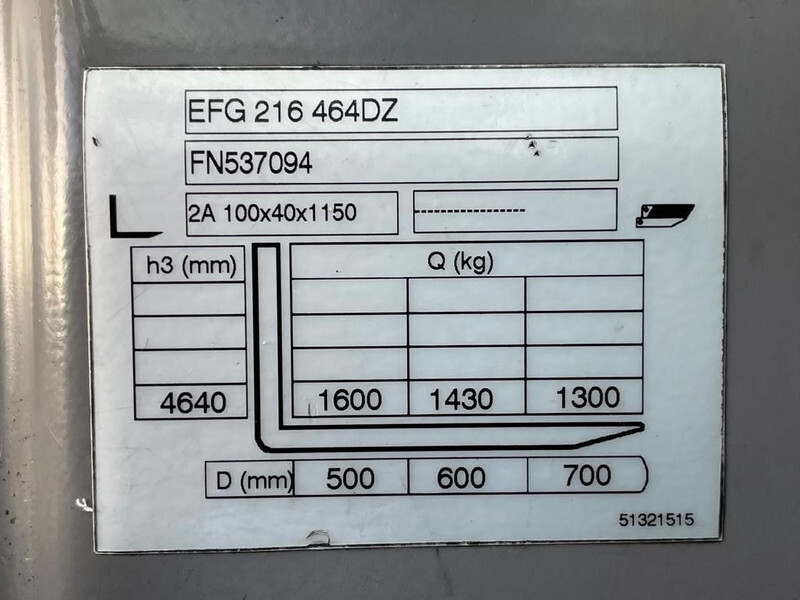 EFG 216 464DZ
FN537094
2A 100x40x1150 --------------------
h3 (mm) Q (kg)
4640 1600 1430 1300
D (mm) 500 600 700
51321515